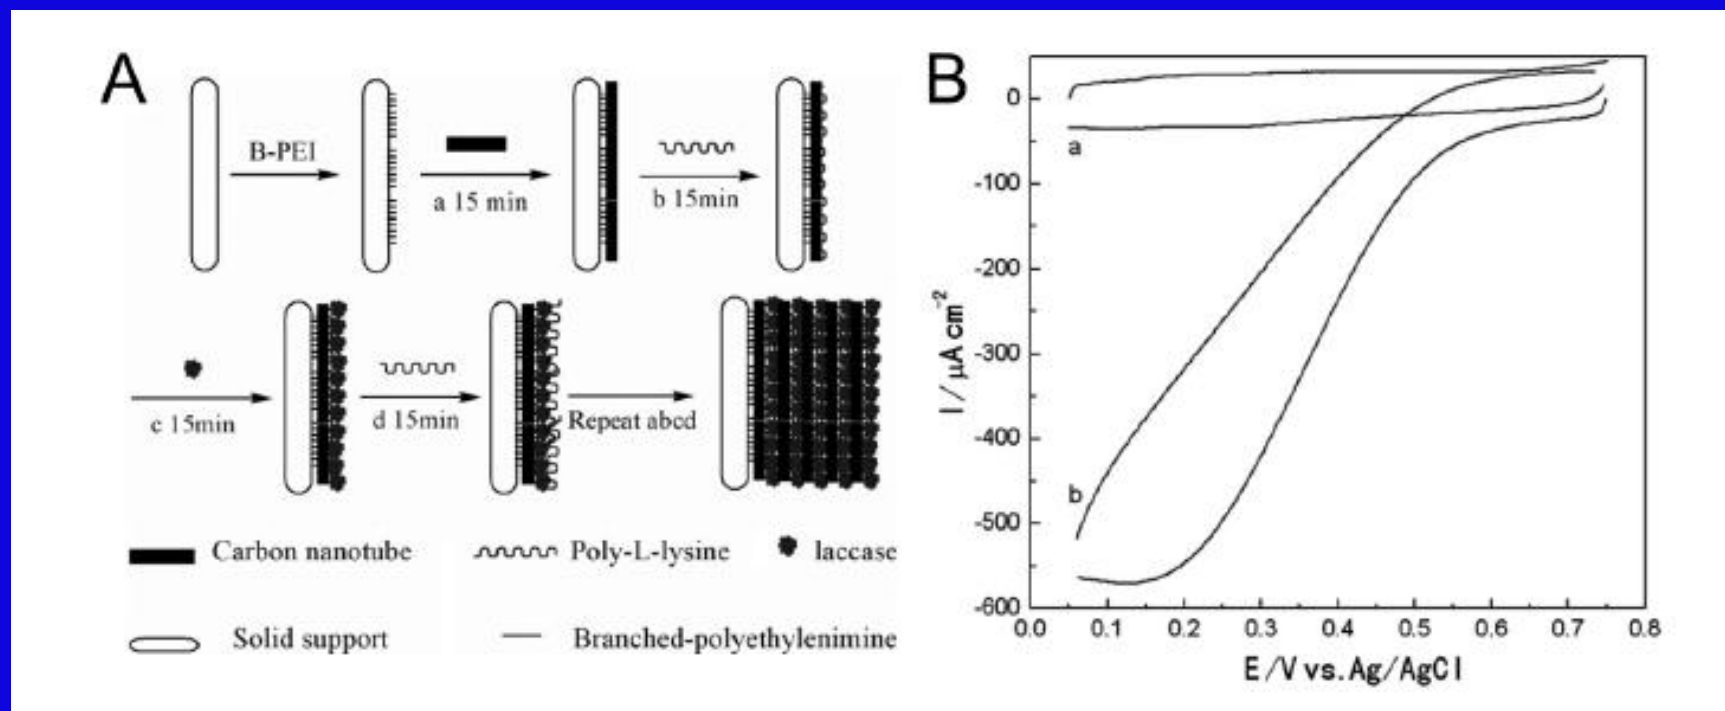 A
B-PEI
a 15 min
b 15min
c 15min
d 15min
Repeat abcd
Carbon nanotube
Poly-L-lysine
laccase
Solid support
Branched-polyethylenimine
B
0
-100
-200
-300
-400
-500
-600
I / μA cm⁻²
a
b
0.0 0.1 0.2 0.3 0.4 0.5 0.6 0.7 0.8
E/V vs. Ag/AgCl